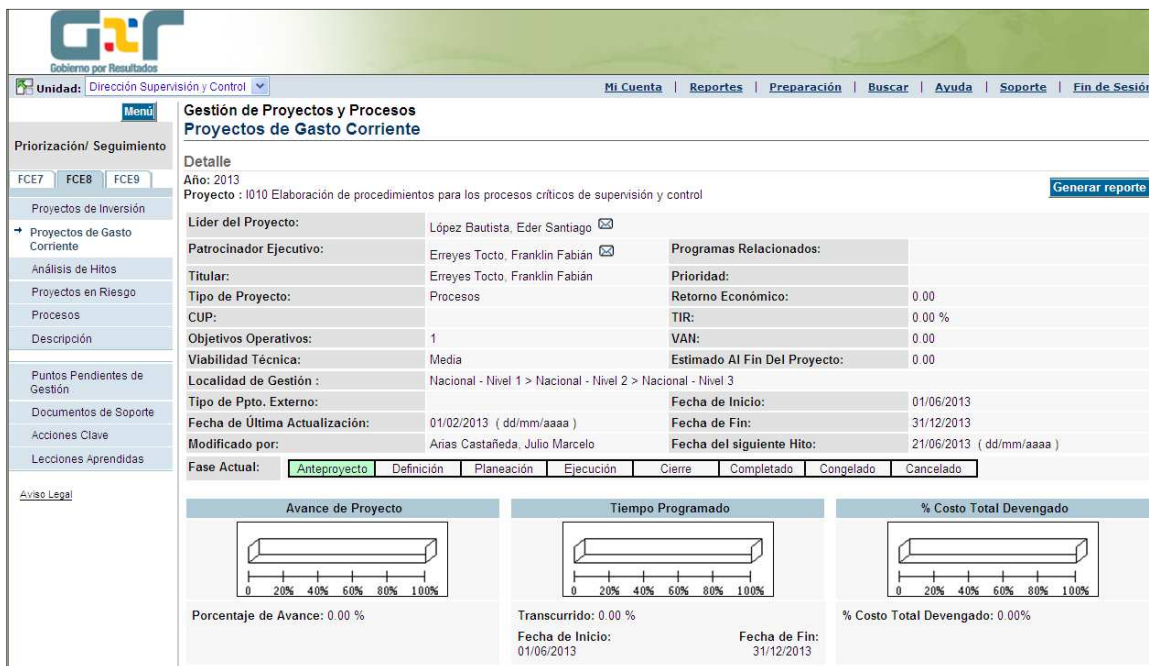 GPR
Gobierno por Resultados
Unidad: Dirección Supervisión y Control
Mi Cuenta | Reportes | Preparación | Buscar | Ayuda | Soporte | Fin de Sesión
Menú
Priorización/ Seguimiento
FCE7 FCE8 FCE9
Proyectos de Inversión
Proyectos de Gasto
Corriente
Análisis de Hitos
Proyectos en Riesgo
Procesos
Descripción
Puntos Pendientes de
Gestión
Documentos de Soporte
Acciones Clave
Lecciones Aprendidas
Aviso Legal
Gestión de Proyectos y Procesos
Proyectos de Gasto Corriente
Detalle
Año: 2013
Proyecto : I010 Elaboración de procedimientos para los procesos críticos de supervisión y control
Generar reporte
Líder del Proyecto: López Bautista, Eder Santiago
Patrocinador Ejecutivo: Erreyes Tocto, Franklin Fabián Programas Relacionados:
Titular: Erreyes Tocto, Franklin Fabián Prioridad:
Tipo de Proyecto: Procesos Retorno Económico: 0.00
CUP: TIR: 0.00 %
Objetivos Operativos: 1 VAN: 0.00
Viabilidad Técnica: Media Estimado Al Fin Del Proyecto: 0.00
Localidad de Gestión : Nacional - Nivel 1 > Nacional - Nivel 2 > Nacional - Nivel 3
Tipo de Ppto. Externo: Fecha de Inicio: 01/06/2013
Fecha de Última Actualización: 01/02/2013 ( dd/mm/aaaa ) Fecha de Fin: 31/12/2013
Modificado por: Arias Castañeda, Julio Marcelo Fecha del siguiente Hito: 21/06/2013 ( dd/mm/aaaa )
Fase Actual: Anteproyecto Definición Planeación Ejecución Cierre Completado Congelado Cancelado
Avance de Proyecto Tiempo Programado % Costo Total Devengado
0 20% 40% 60% 80% 100% 0 20% 40% 60% 80% 100% 0 20% 40% 60% 80% 100%
Porcentaje de Avance: 0.00 % Transcurrido: 0.00 % % Costo Total Devengado: 0.00%
Fecha de Inicio: Fecha de Fin:
01/06/2013 31/12/2013